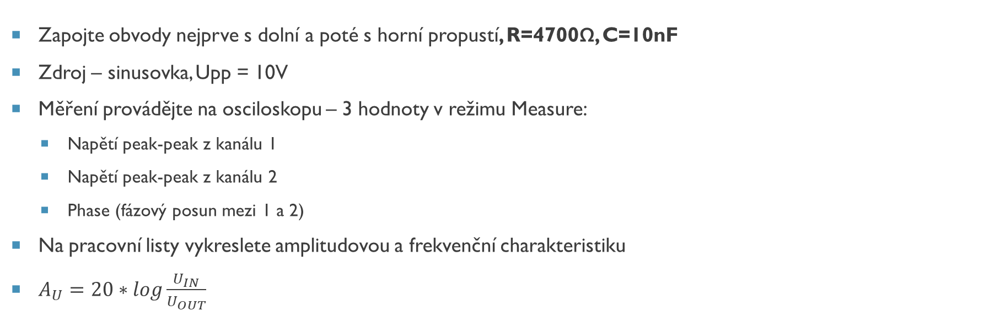 Zapojte obvody nejprve s dolní a poté s horní propustí, R=4700Ω, C=10nF
Zdroj – sinusovka, Upp = 10V
Měření provádějte na osciloskopu – 3 hodnoty v režimu Measure:
Napětí peak-peak z kanálu 1
Napětí peak-peak z kanálu 2
Phase (fázový posun mezi 1 a 2)
Na pracovní listy vykreslete amplitudovou a frekvenční charakteristiku
A_U = 20 * log U_IN / U_OUT